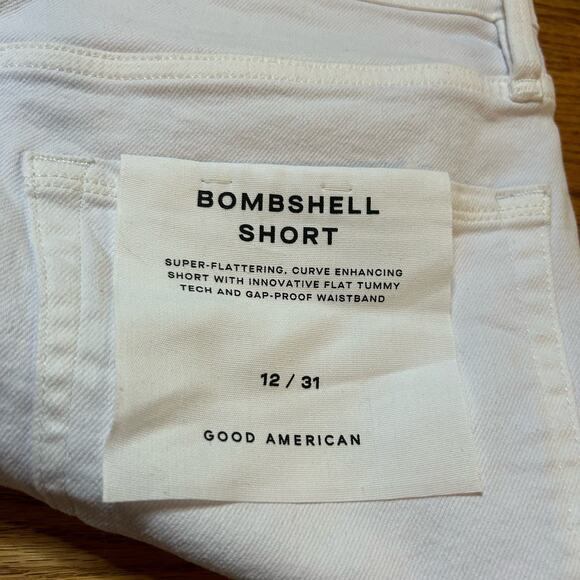 BOMBSHELL
SHORT
SUPER-FLATTERING, CURVE ENHANCING
SHORT WITH INNOVATIVE FLAT TUMMY
TECH AND GAP-PROOF WAISTBAND
12 / 31
GOOD AMERICAN